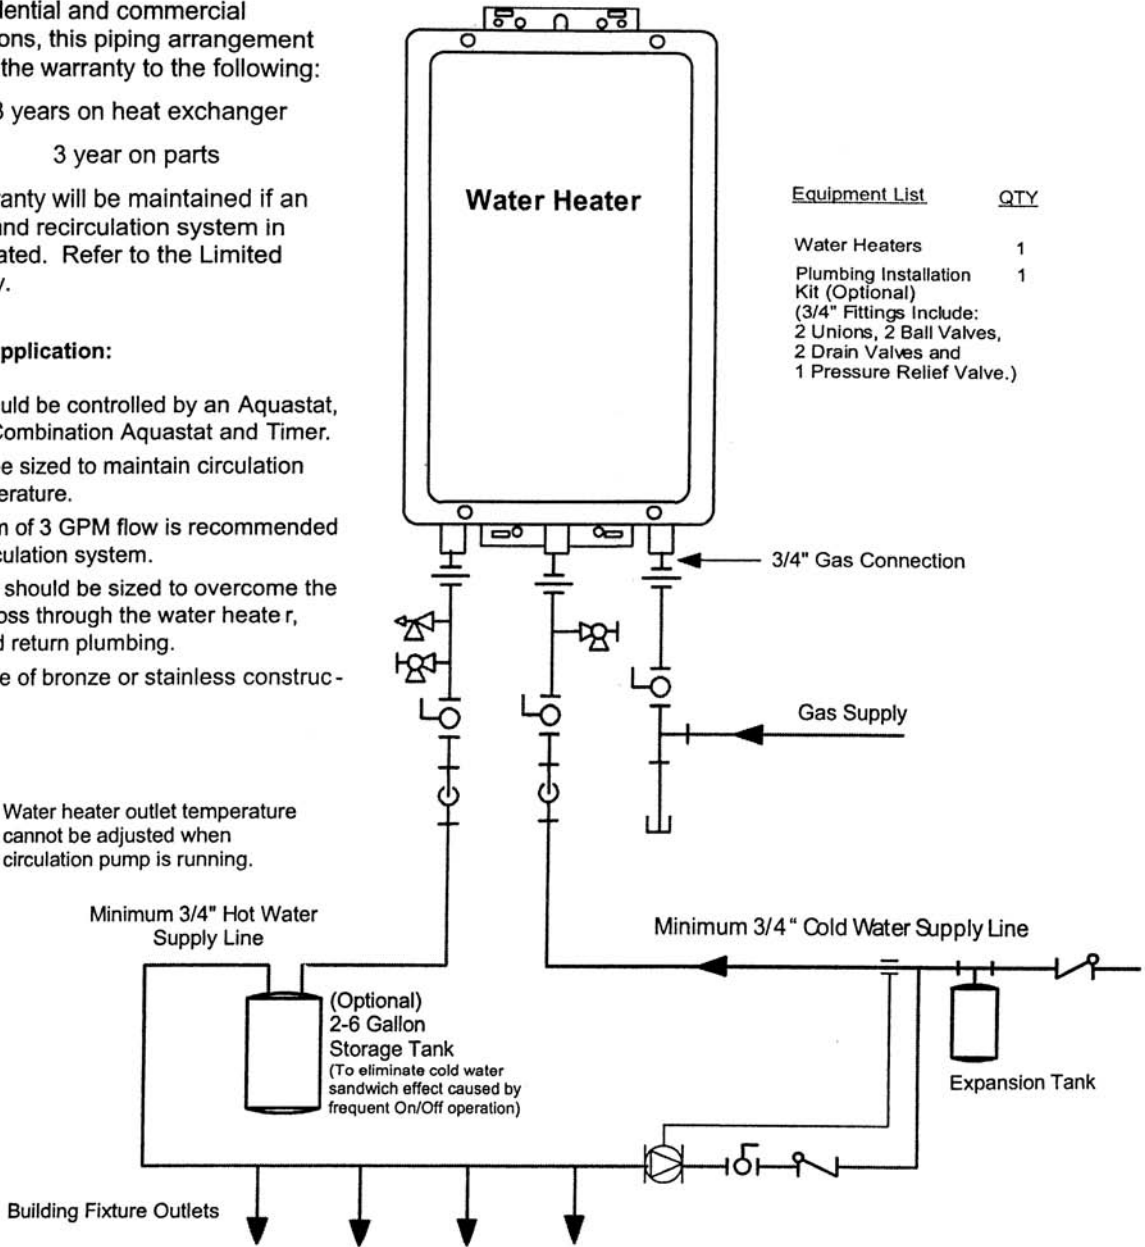 dential and commercial
ons, this piping arrangement
the warranty to the following:
3 years on heat exchanger
3 year on parts
ranty will be maintained if an
and recirculation system in
ated. Refer to the Limited
y.
pplication:
uld be controlled by an Aquastat,
Combination Aquastat and Timer.
e sized to maintain circulation
erature.
m of 3 GPM flow is recommended
culation system.
should be sized to overcome the
oss through the water heater,
d return plumbing.
e of bronze or stainless construc-
Water Heater
Equipment List QTY
Water Heaters 1
Plumbing Installation 1
Kit (Optional)
(3/4" Fittings Include:
2 Unions, 2 Ball Valves,
2 Drain Valves and
1 Pressure Relief Valve.)
3/4" Gas Connection
Gas Supply
Water heater outlet temperature
cannot be adjusted when
circulation pump is running.
Minimum 3/4" Hot Water
Supply Line
Minimum 3/4" Cold Water Supply Line
(Optional)
2-6 Gallon
Storage Tank
(To eliminate cold water
sandwich effect caused by
frequent On/Off operation)
Expansion Tank
Building Fixture Outlets